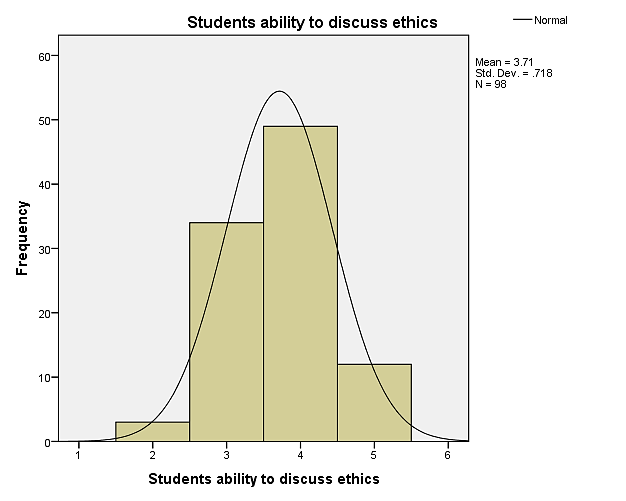 Students ability to discuss ethics
Normal
Mean = 3.71
Std. Dev. = .718
N = 98
Frequency
60
50
40
30
20
10
0
1 2 3 4 5 6
Students ability to discuss ethics